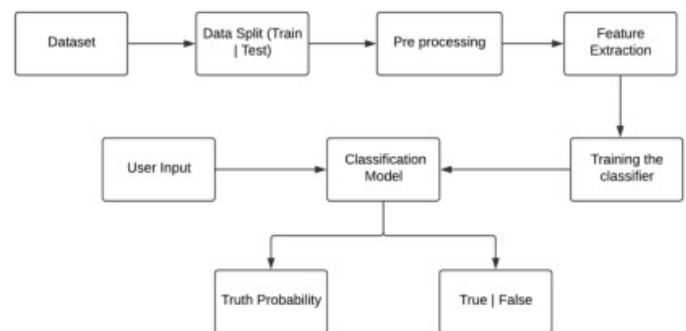 Dataset
Data Split (Train
| Test)
Pre processing
Feature
Extraction
User Input
Classification
Model
Training the
classifier
Truth Probability
True | False